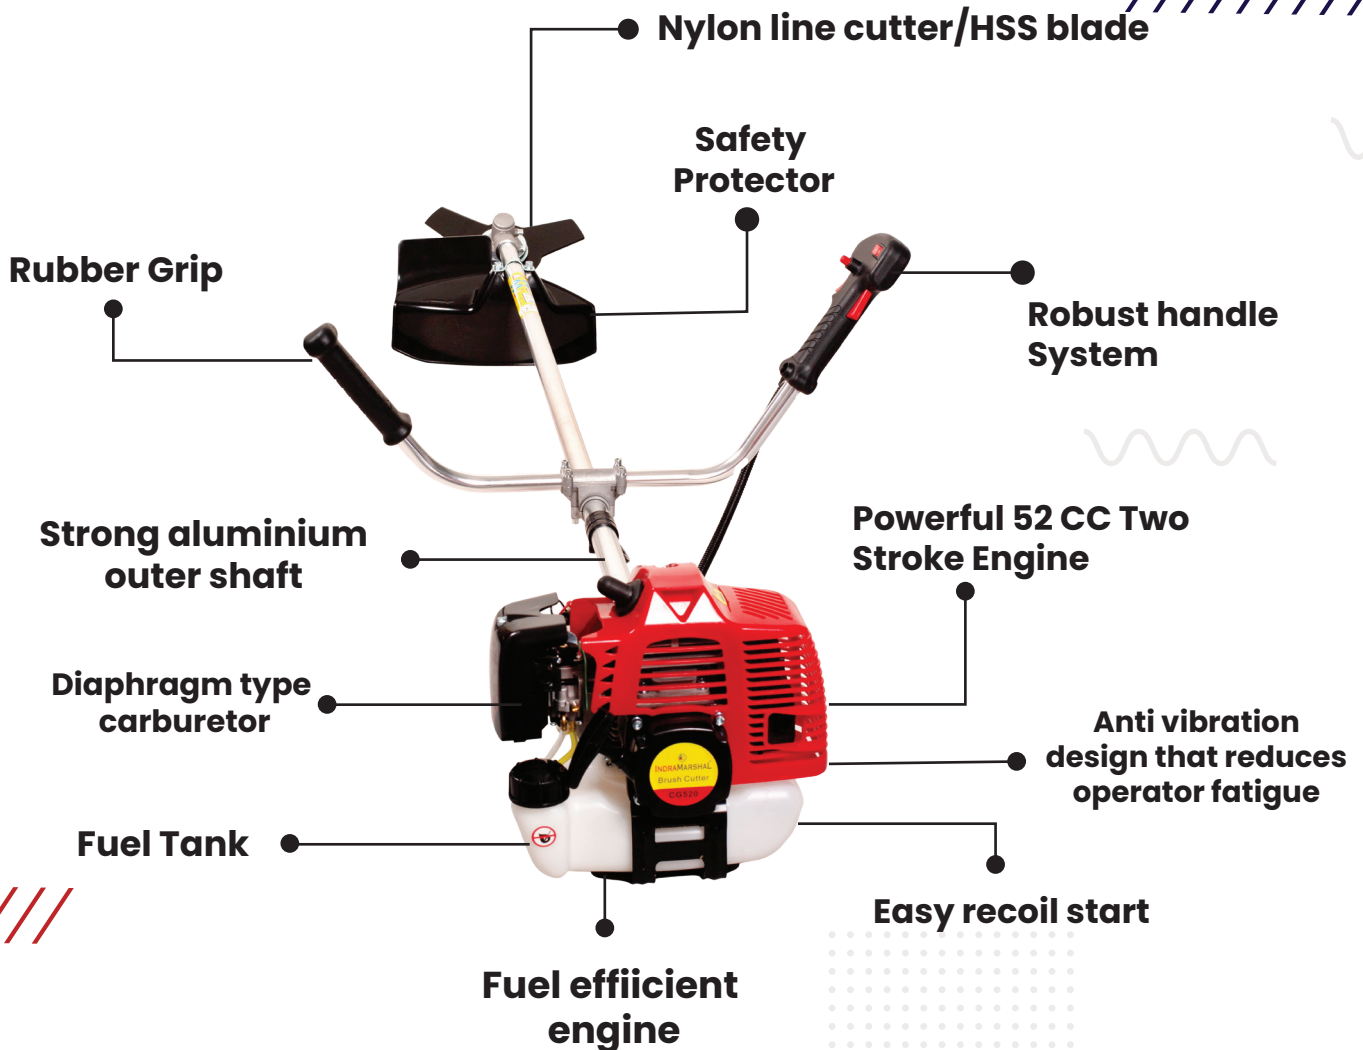 Nylon line cutter/HSS blade
Safety
Protector
Rubber Grip
Robust handle
System
Strong aluminium
outer shaft
Powerful 52 CC Two
Stroke Engine
Diaphragm type
carburetor
Anti vibration
design that reduces
operator fatigue
INDRAMARSHAL
Brush Cutter
CG520
Fuel Tank
Easy recoil start
Fuel effiicient
engine